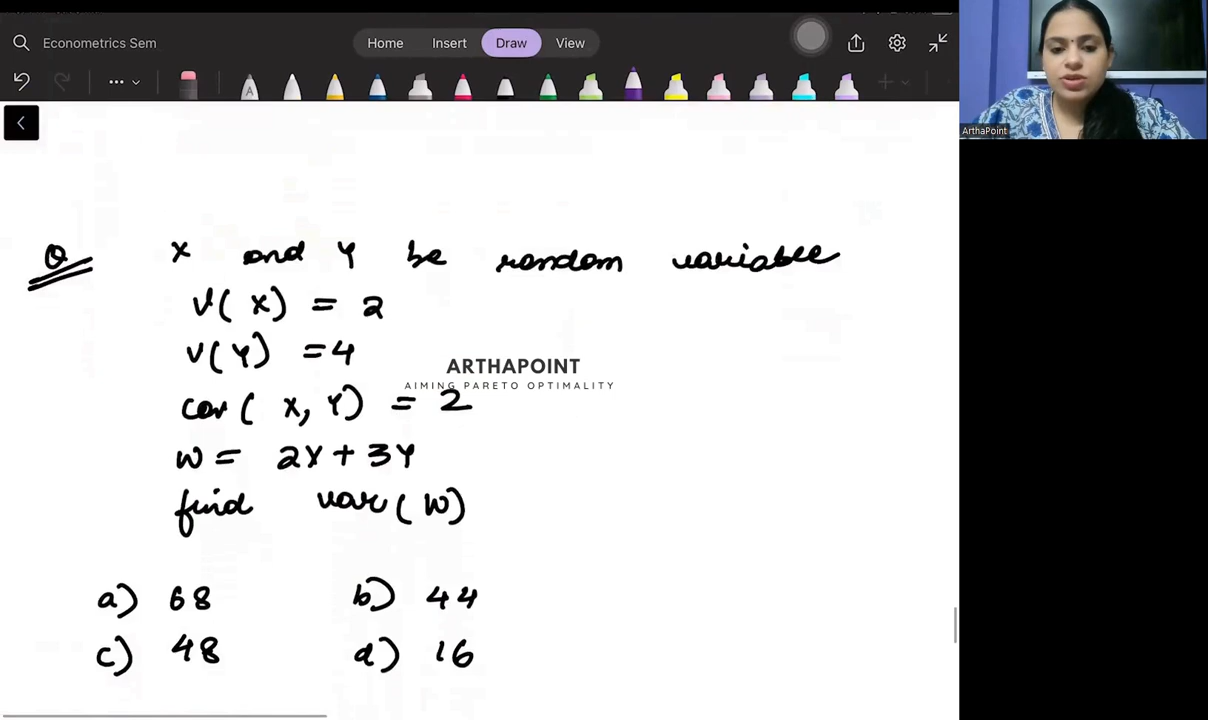 Econometrics Sem
Home Insert Draw View
ArthaPoint
Q X and Y be random variable
V(X) = 2
V(Y) = 4
ARTHAPOINT
AIMING PARETO OPTIMALITY
cov(X, Y) = 2
W = 2X + 3Y
find var(W)
a) 68 b) 44
c) 48 d) 16